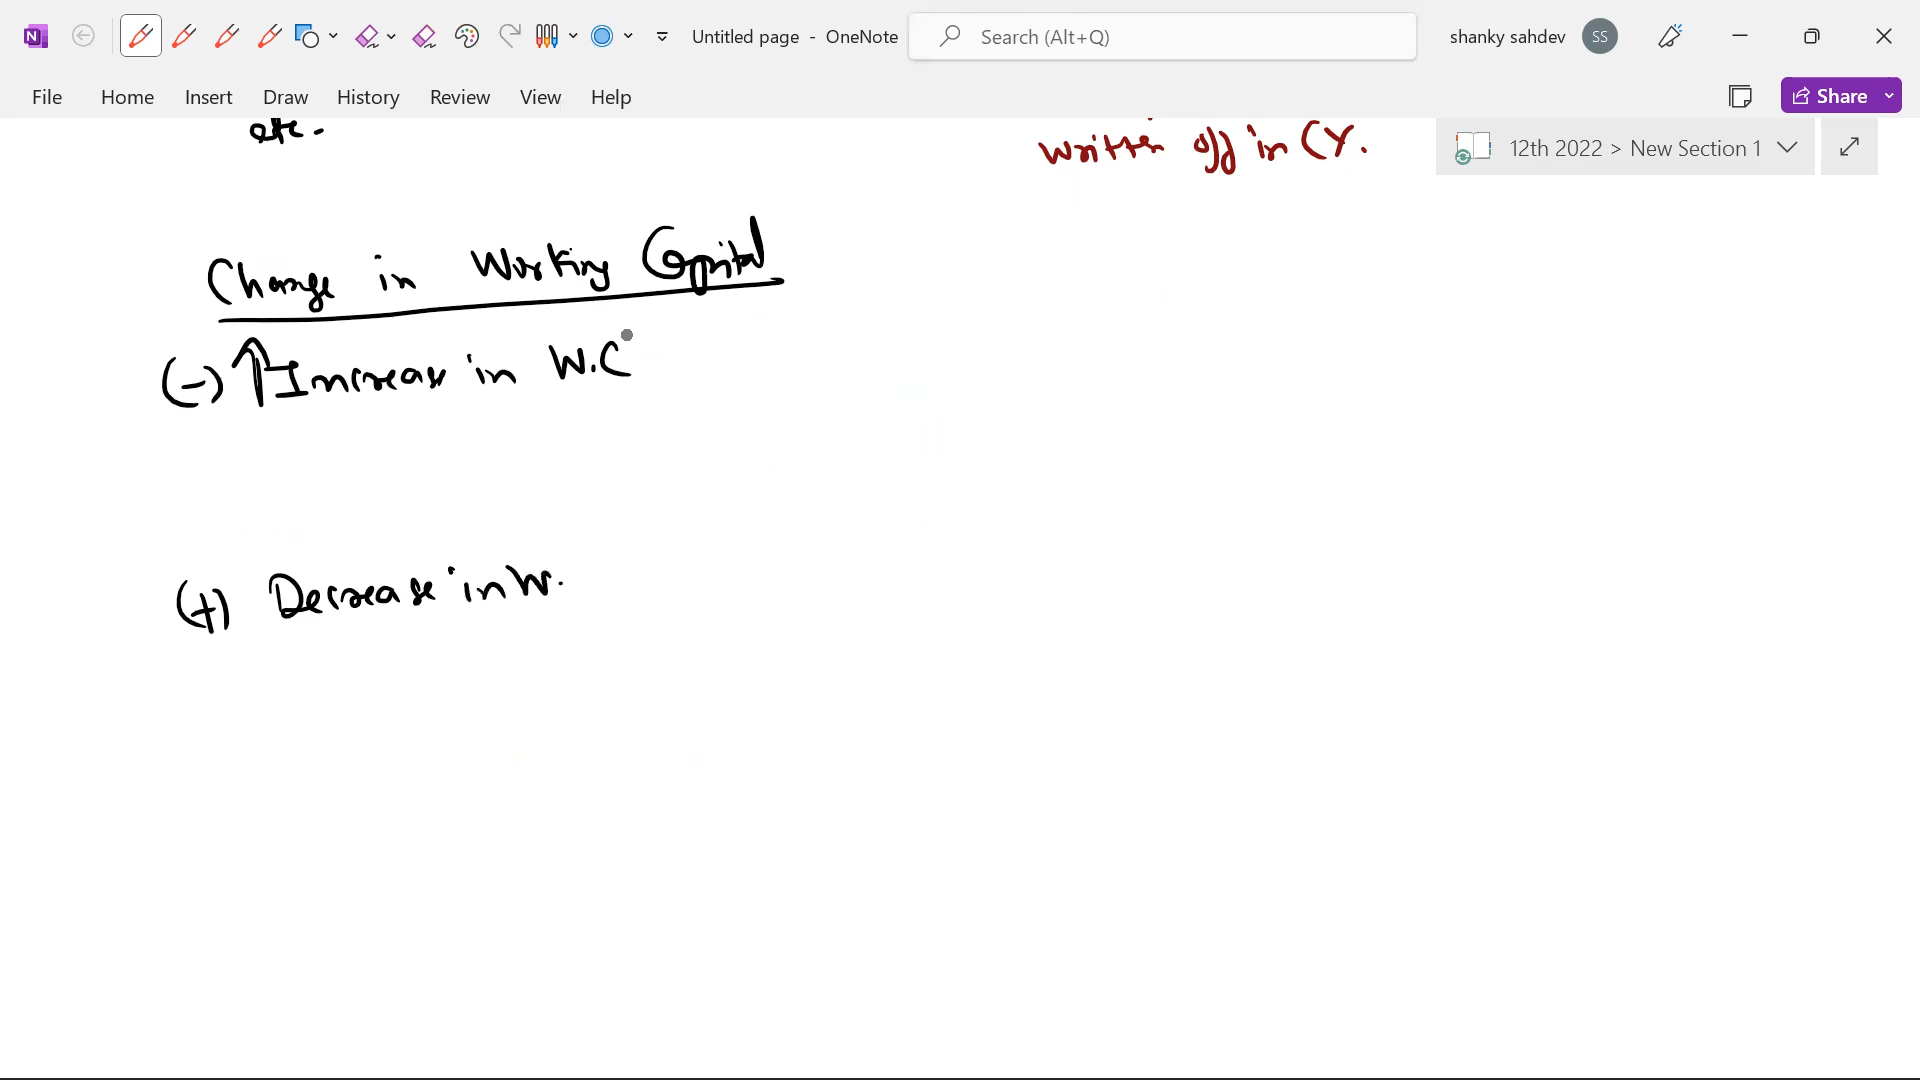 Untitled page - OneNote
Search (Alt+Q)
shanky sahdev
SS
File Home Insert Draw History Review View Help
Share
etc.
written off in CY.
12th 2022 > New Section 1
Change in Working Capital
(-) ↑ Increase in W.C
(+) Decrease in W.